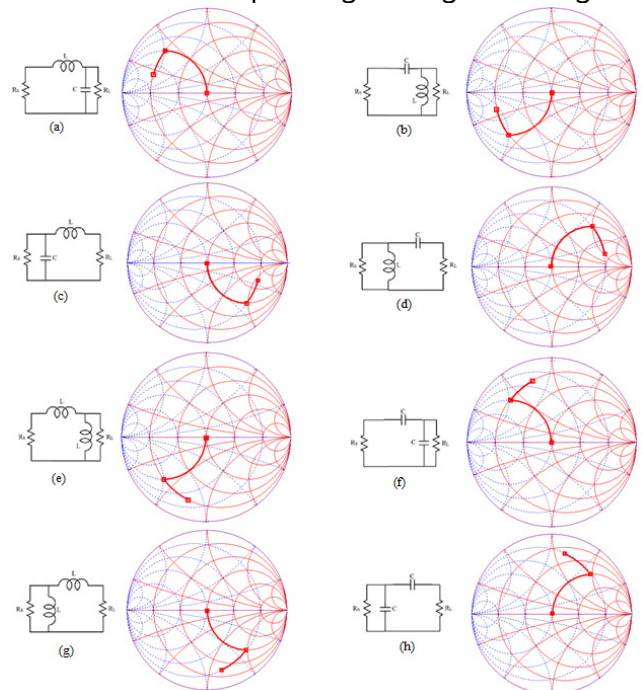 L
Rs C RL
(a)
C
Rs L RL
(b)
L
Rs C RL
(c)
C
Rs L RL
(d)
L
Rs L RL
(e)
C
Rs C RL
(f)
L
Rs L RL
(g)
C
Rs C RL
(h)